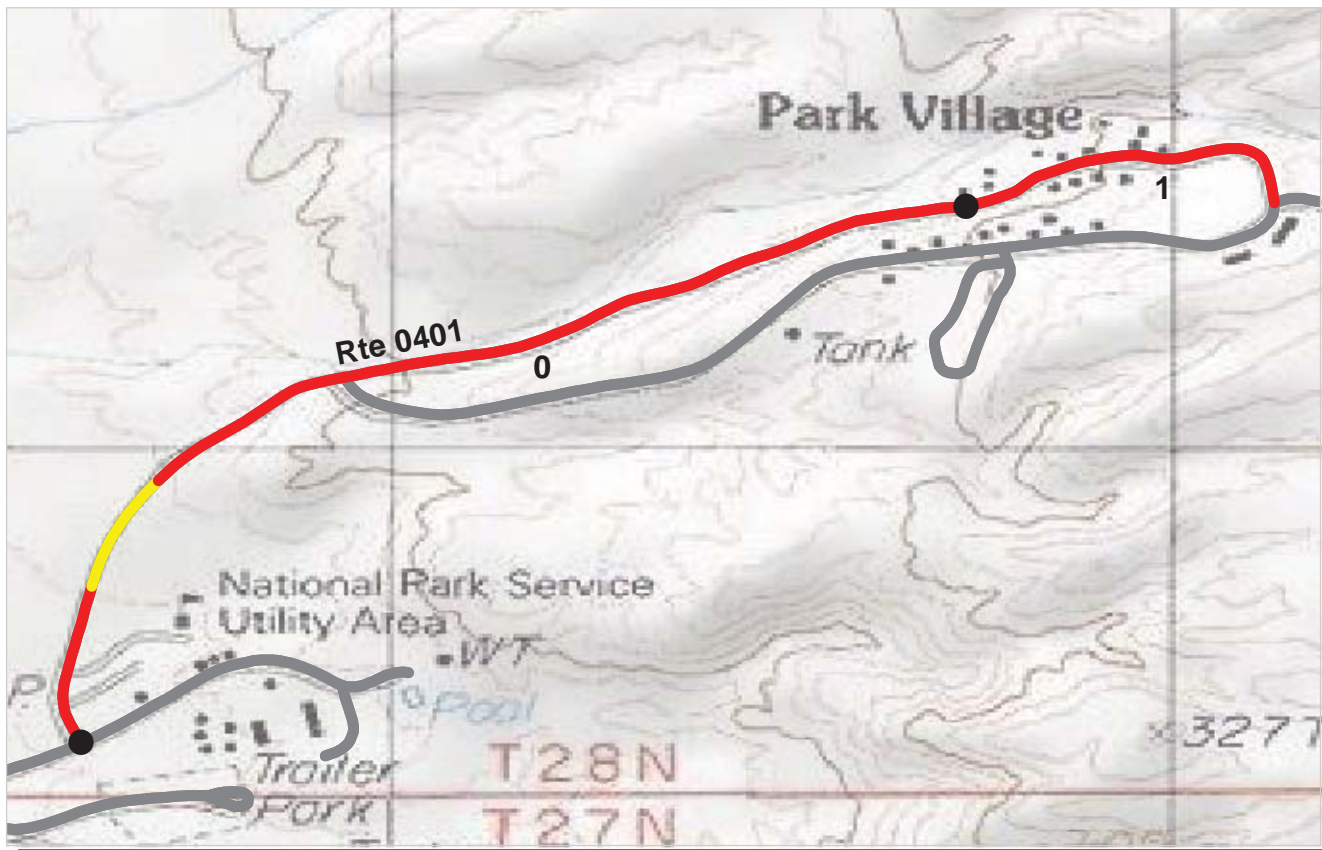 Park Village
1
Rte 0401
0
Tank
National Park Service
Utility Area
WT
P
Pool
3277
Trailer
Park
T28N
T27N